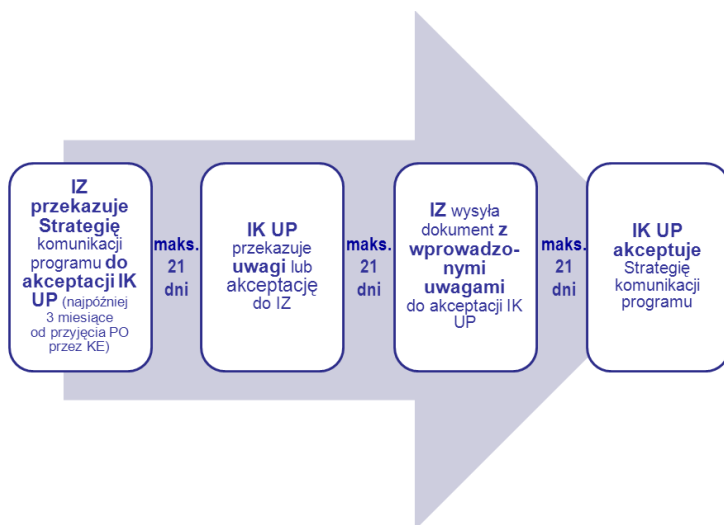 IZ
przekazuje
Strategię
komunikacji
programu do
akceptacji IK
UP (najpóźniej
3 miesiące
od przyjęcia PO
przez KE)
maks.
21
dni
IK UP
przekazuje
uwagi lub
akceptację
do IZ
maks.
21
dni
IZ wysyła
dokument z
wprowadzo-
nymi
uwagami
do akceptacji IK
UP
maks.
21
dni
IK UP
akceptuje
Strategię
komunikacji
programu